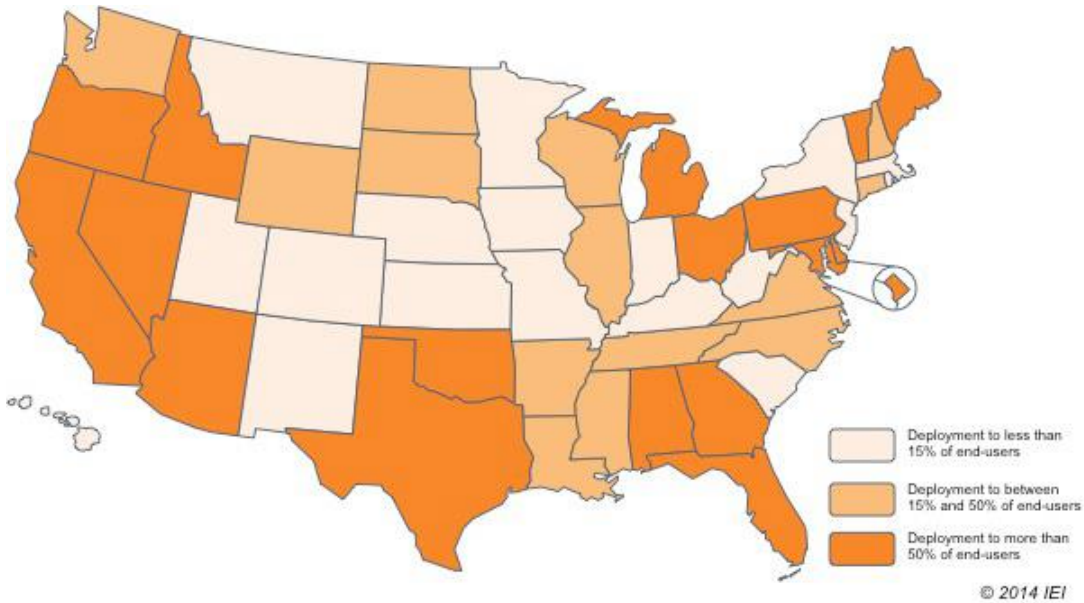 Deployment to less than
15% of end-users
Deployment to between
15% and 50% of end-users
Deployment to more than
50% of end-users
© 2014 IEI